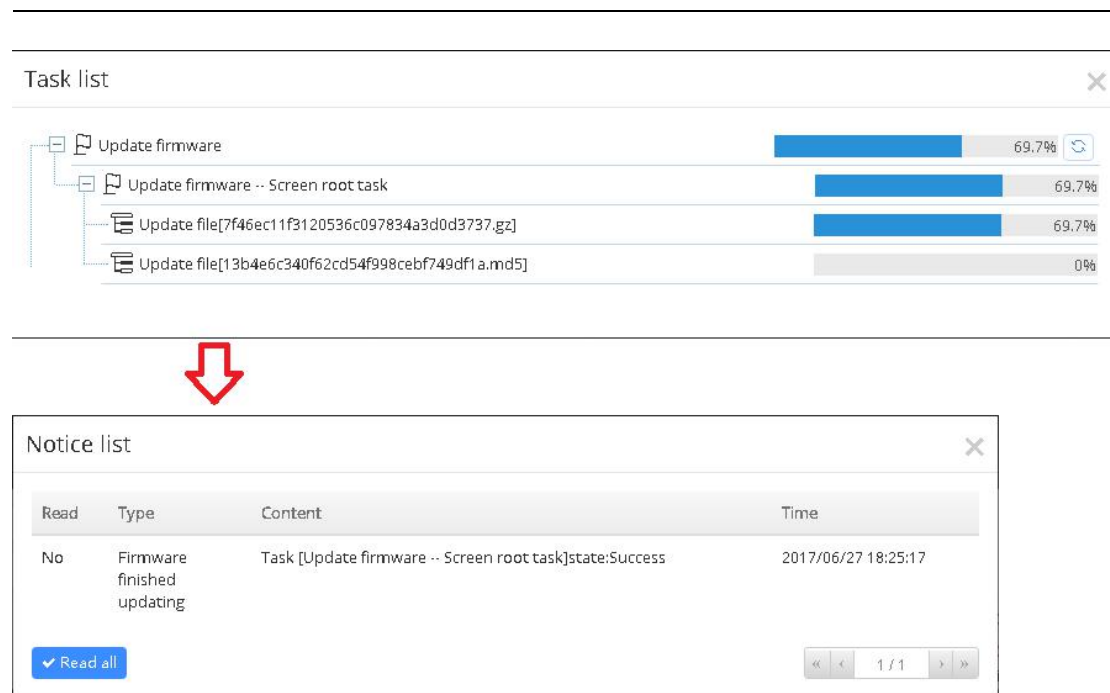 Task list
Update firmware 69.7%
Update firmware -- Screen root task 69.7%
Update file[7f46ec11f3120536c097834a3d0d3737.gz] 69.7%
Update file[13b4e6c340f62cd54f998cebf749df1a.md5] 0%
Notice list
Read Type Content Time
No Firmware finished updating Task [Update firmware -- Screen root task]state:Success 2017/06/27 18:25:17
Read all 1 / 1